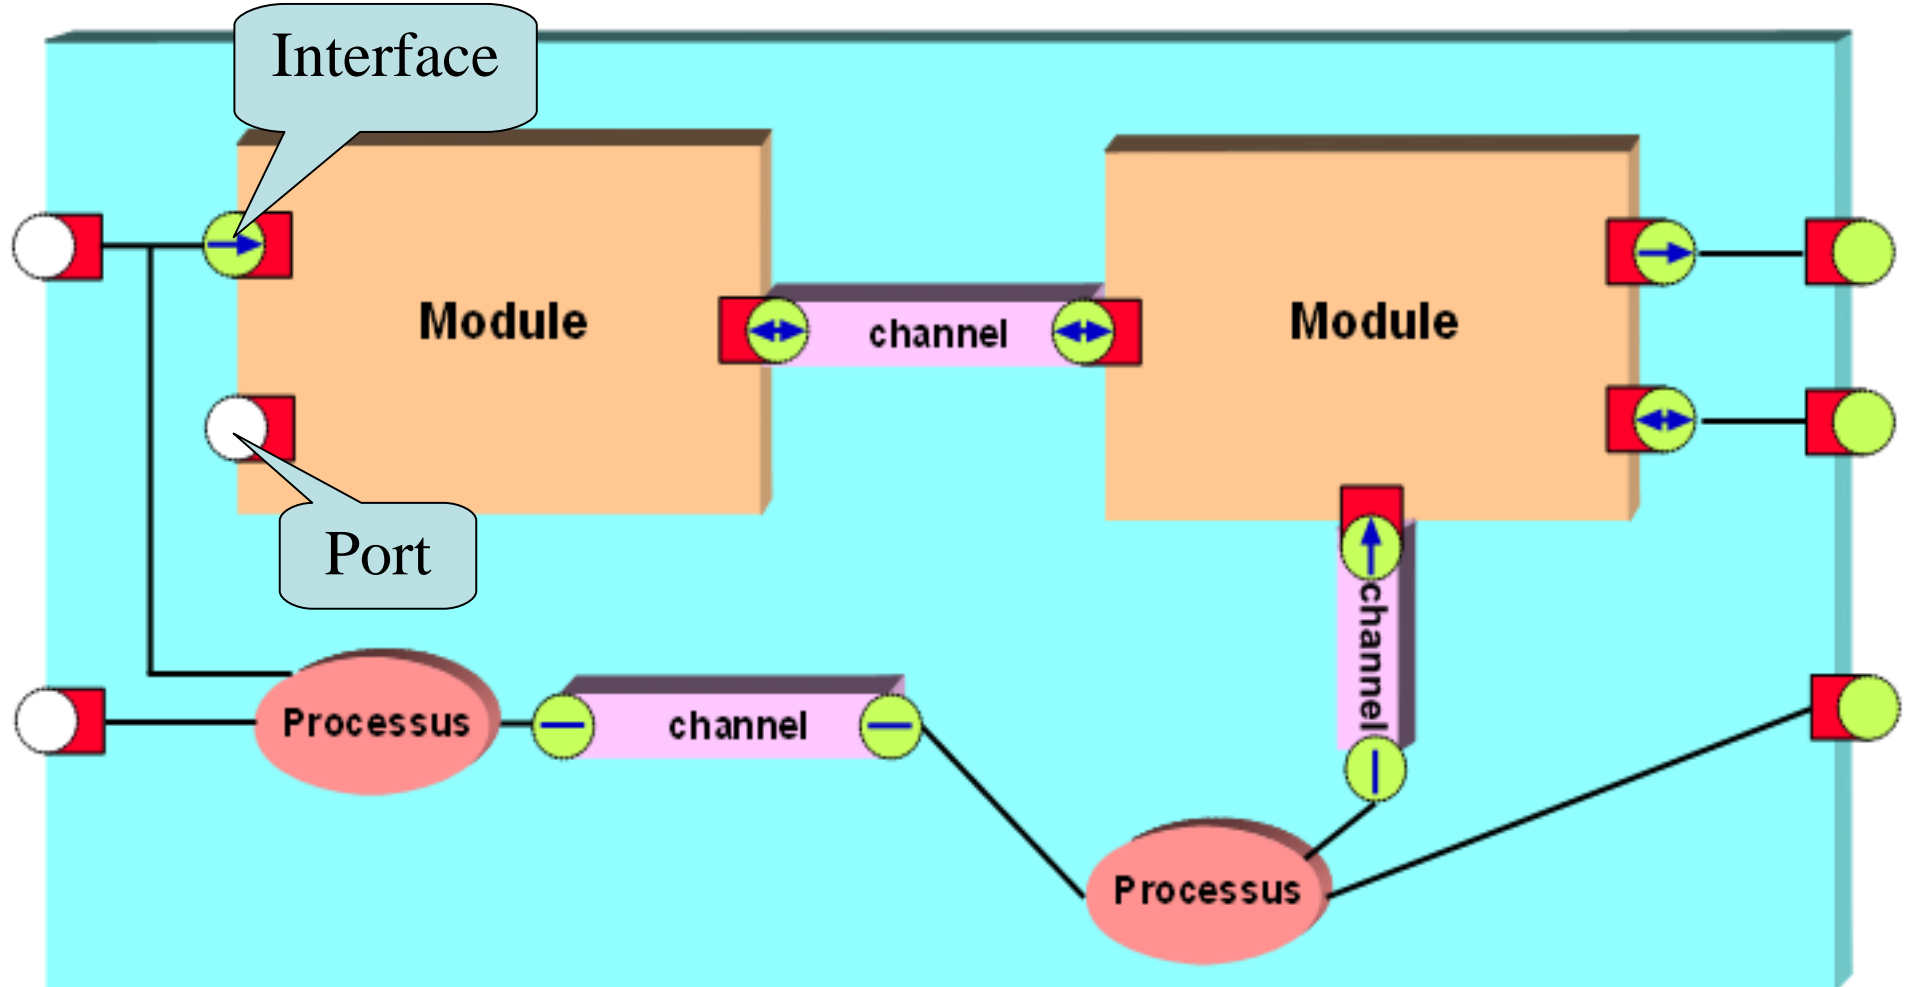 Interface
Module
channel
Module
Port
channel
Processus
channel
Processus